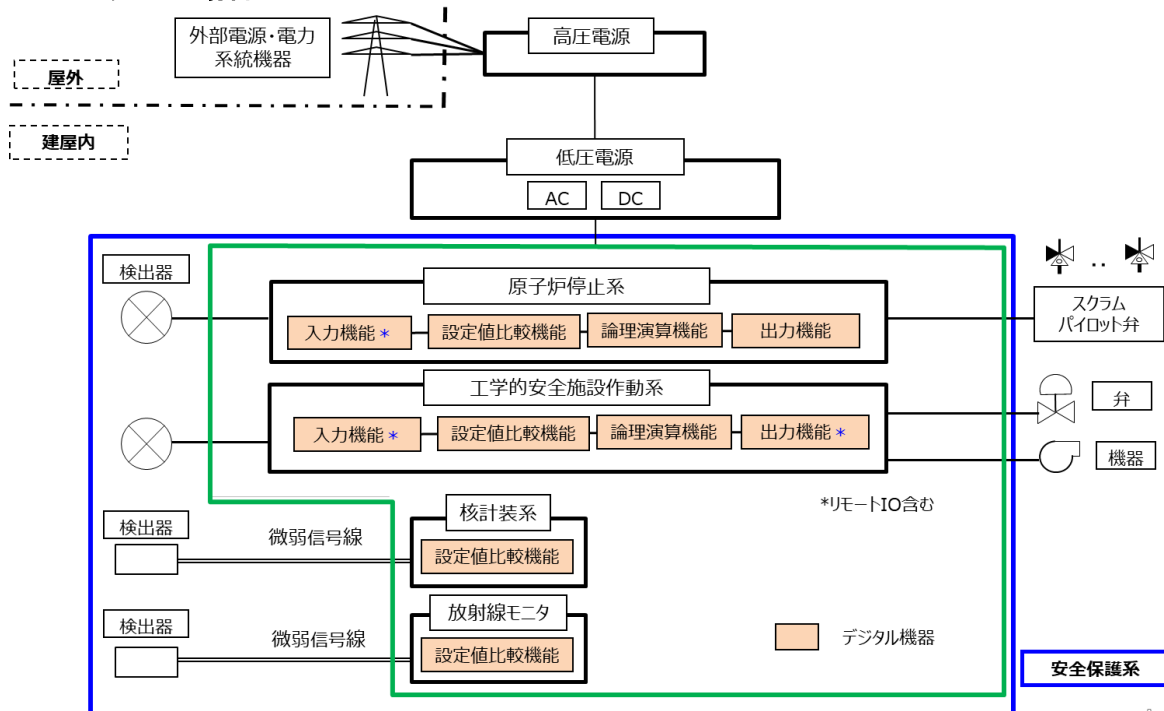 外部電源・電力
系統機器
高圧電源
屋外
建屋内
低圧電源
AC
DC
検出器
原子炉停止系
入力機能*
設定値比較機能
論理演算機能
出力機能
スクラム
パイロット弁
工学的安全施設作動系
入力機能*
設定値比較機能
論理演算機能
出力機能*
弁
機器
*リモートIO含む
検出器
微弱信号線
核計装系
設定値比較機能
検出器
微弱信号線
放射線モニタ
設定値比較機能
デジタル機器
安全保護系